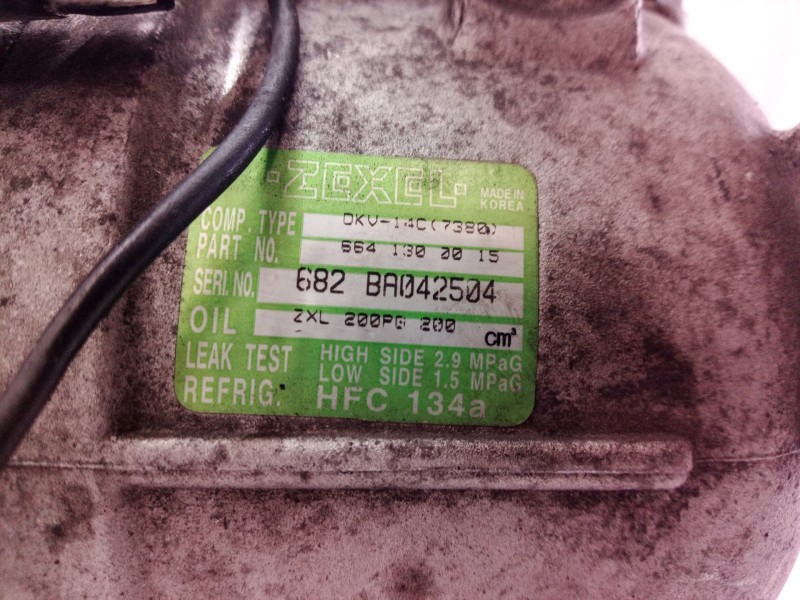 ·ZEXEL·
MADE IN
KOREA
COMP. TYPE DKV-14C(7380)
PART NO. 664 130 00 15
SERI. NO. 682 BA042504
OIL ZXL 200PG 200 cm³
LEAK TEST HIGH SIDE 2.9 MPaG
LOW SIDE 1.5 MPaG
REFRIG. HFC 134a